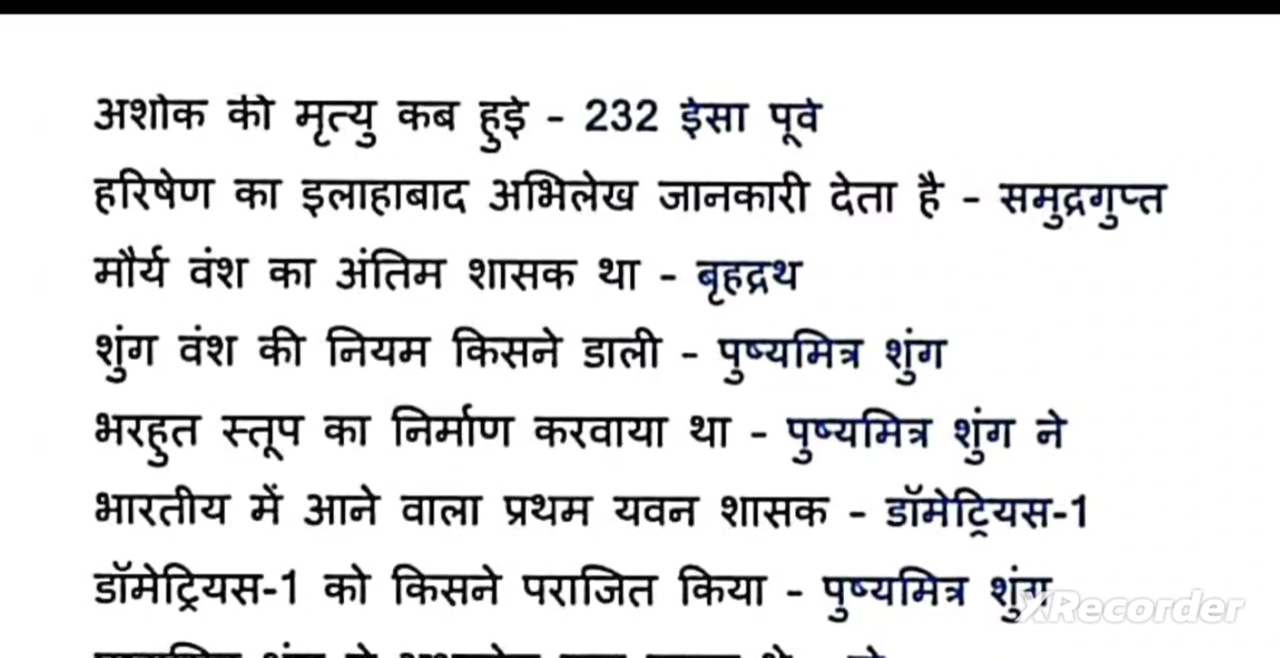 अशोक की मृत्यु कब हुई - 232 ईसा पूर्व
हरिषेण का इलाहाबाद अभिलेख जानकारी देता है - समुद्रगुप्त
मौर्य वंश का अंतिम शासक था - बृहद्रथ
शुंग वंश की नियम किसने डाली - पुष्यमित्र शुंग
भरहुत स्तूप का निर्माण करवाया था - पुष्यमित्र शुंग ने
भारतीय में आने वाला प्रथम यवन शासक - डॉमेट्रियस-1
डॉमेट्रियस-1 को किसने पराजित किया - पुष्यमित्र शुंग
XRecorder